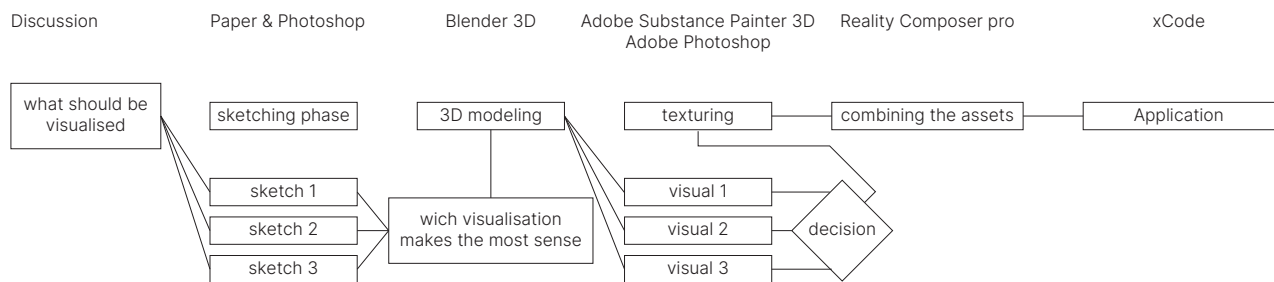 Discussion
Paper & Photoshop
Blender 3D
Adobe Substance Painter 3D
Adobe Photoshop
Reality Composer pro
xCode
what should be
visualised
sketching phase
3D modeling
texturing
combining the assets
Application
sketch 1
sketch 2
sketch 3
wich visualisation
makes the most sense
visual 1
visual 2
visual 3
decision